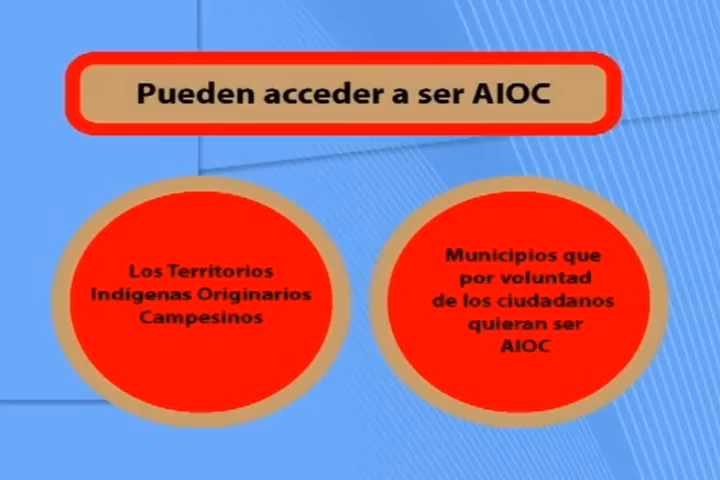 Pueden acceder a ser AIOC
Los Territorios
Indígenas Originarios
Campesinos
Municipios que
por voluntad
de los ciudadanos
quieran ser
AIOC